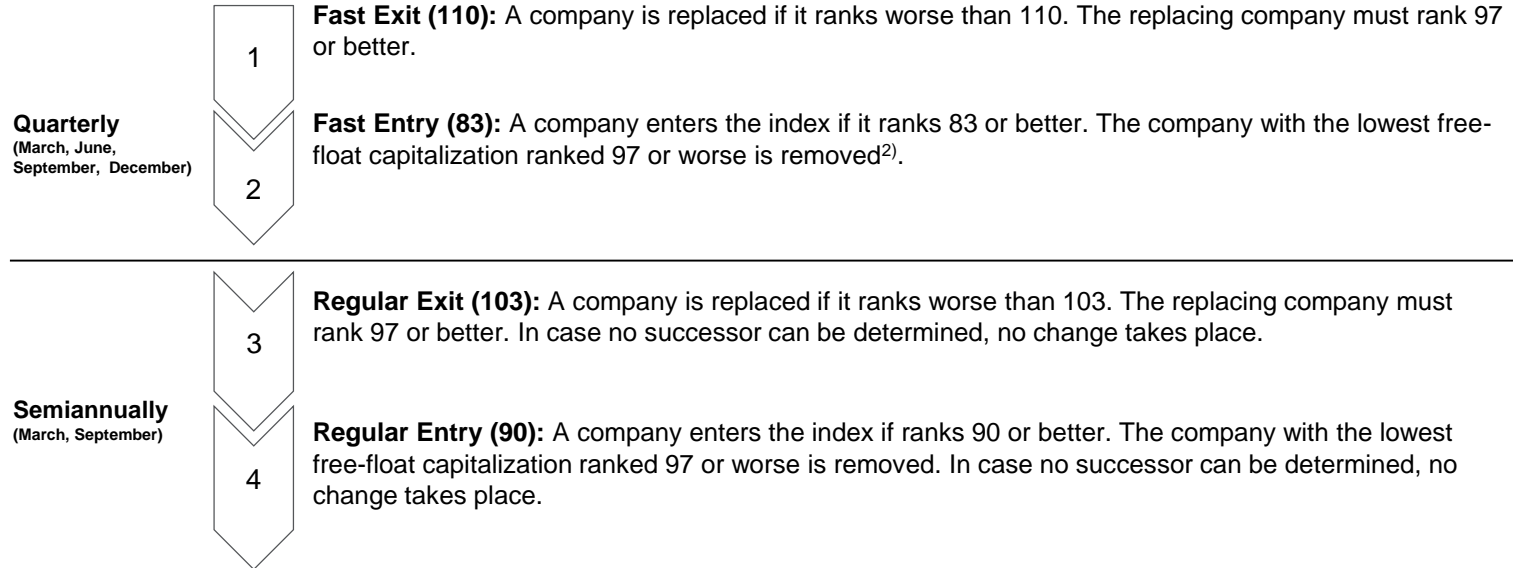 Fast Exit (110): A company is replaced if it ranks worse than 110. The replacing company must rank 97
or better.
1
Quarterly
(March, June,
September, December)
Fast Entry (83): A company enters the index if it ranks 83 or better. The company with the lowest free-
float capitalization ranked 97 or worse is removed2).
2
Regular Exit (103): A company is replaced if it ranks worse than 103. The replacing company must
rank 97 or better. In case no successor can be determined, no change takes place.
3
Semiannually
(March, September)
Regular Entry (90): A company enters the index if ranks 90 or better. The company with the lowest
free-float capitalization ranked 97 or worse is removed. In case no successor can be determined, no
change takes place.
4